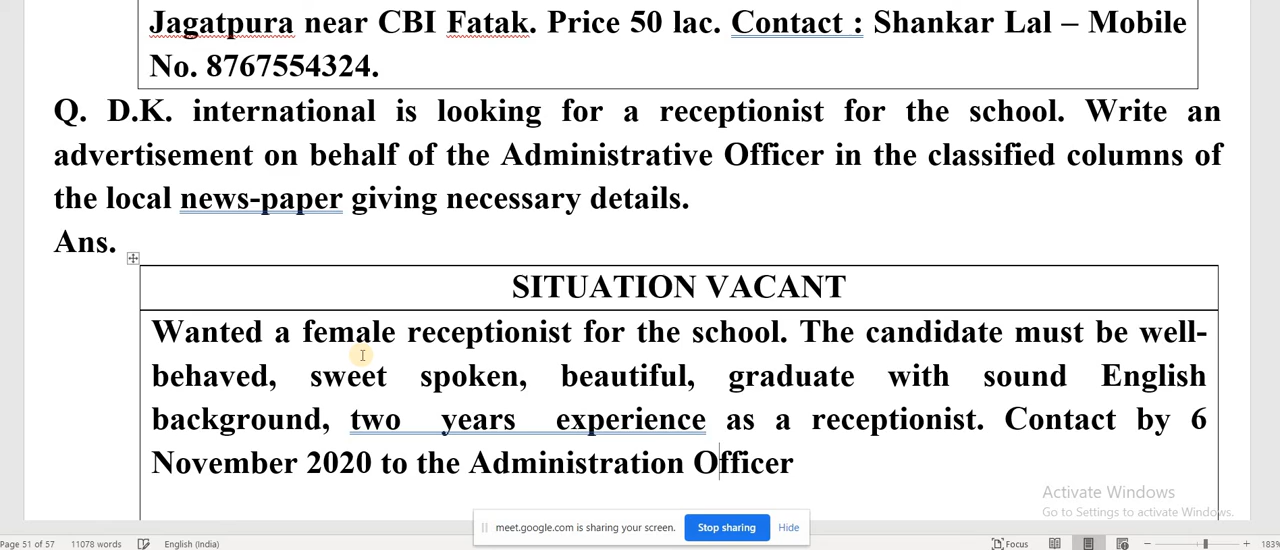 Jagatpura near CBI Fatak. Price 50 lac. Contact : Shankar Lal – Mobile
No. 8767554324.
Q. D.K. international is looking for a receptionist for the school. Write an
advertisement on behalf of the Administrative Officer in the classified columns of
the local news-paper giving necessary details.
Ans.
SITUATION VACANT
Wanted a female receptionist for the school. The candidate must be well-
behaved, sweet spoken, beautiful, graduate with sound English
background, two years experience as a receptionist. Contact by 6
November 2020 to the Administration Officer
Activate Windows
Go to Settings to activate Windows.
meet.google.com is sharing your screen. Stop sharing Hide
Page 51 of 57 11078 words English (India) Focus 183%